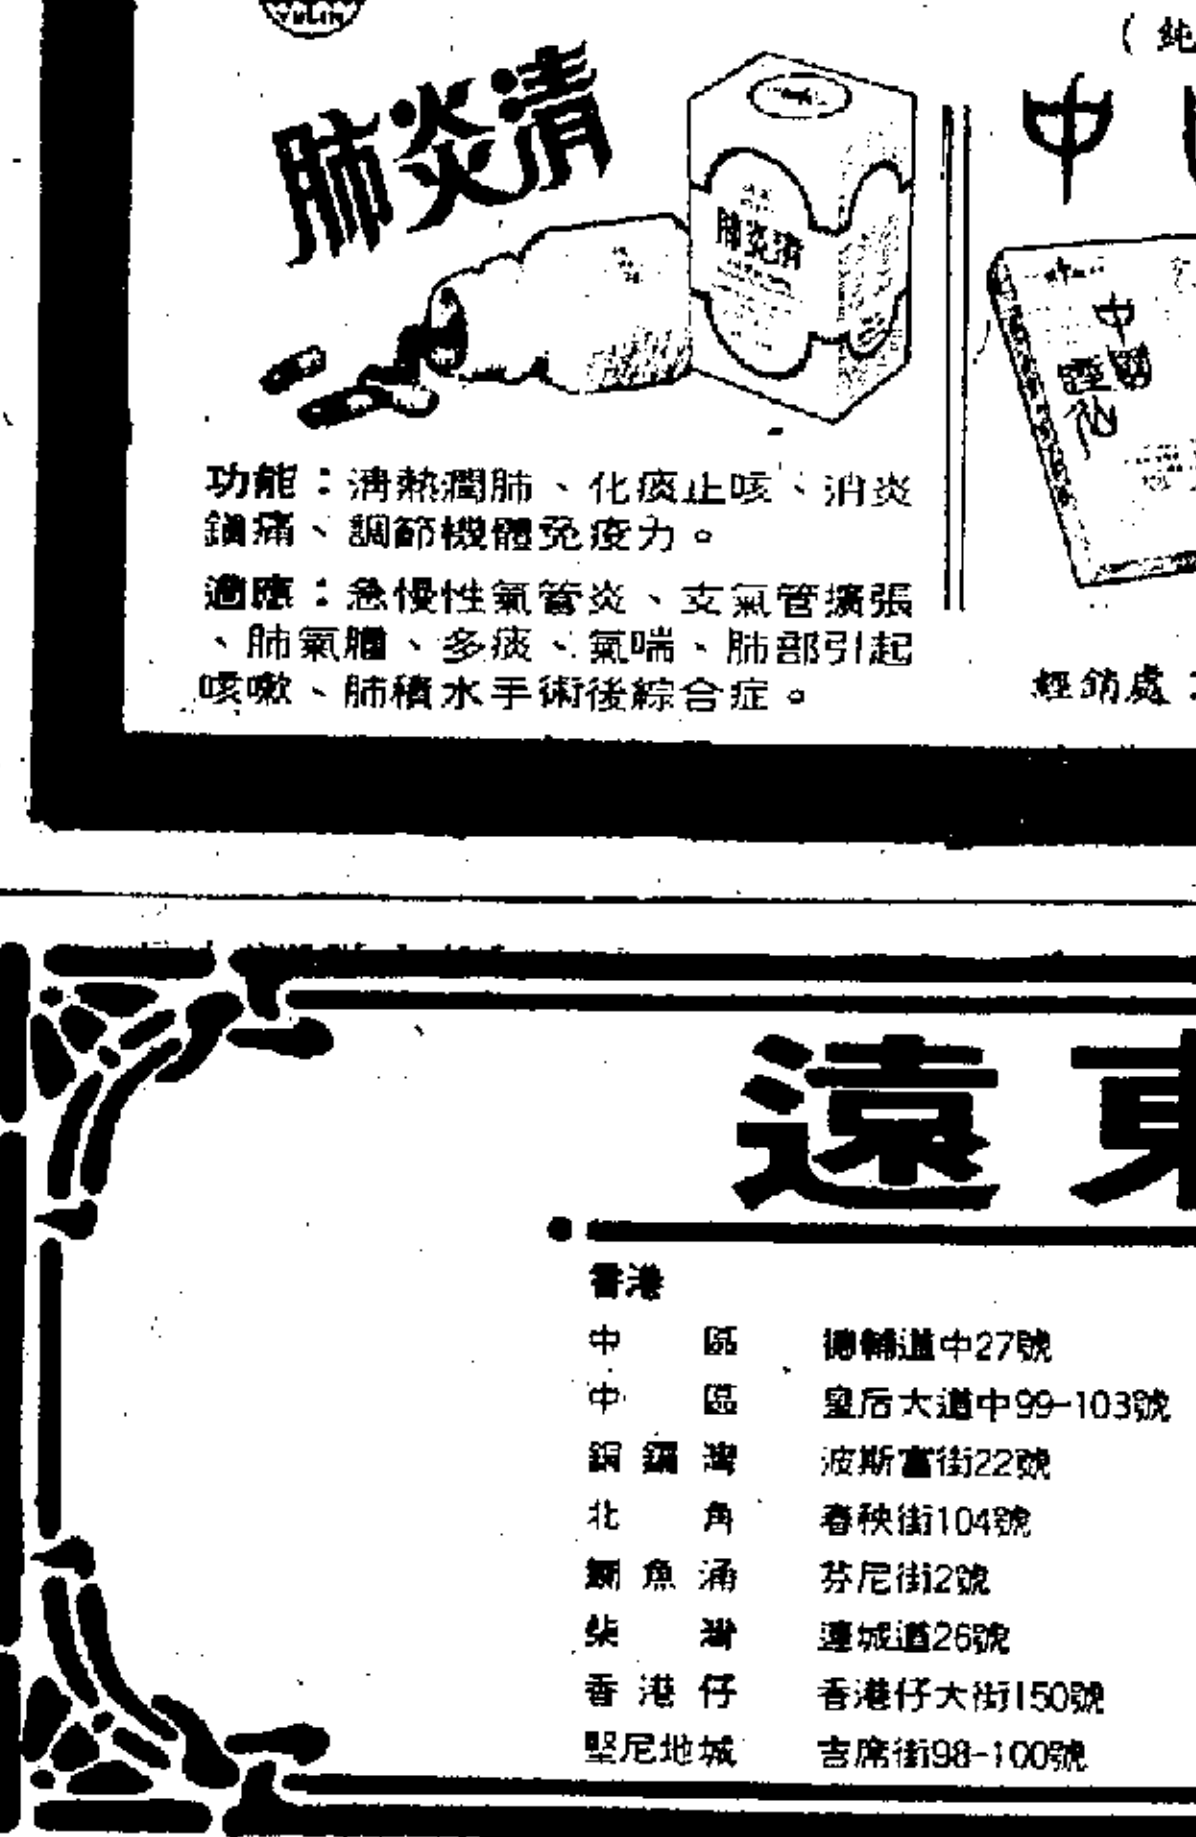 YULIN
肺炎清
肺炎清
功能：清熱潤肺、化痰止咳、消炎
鎮痛、調節機體免疫力。
適應：急慢性氣管炎、支氣管擴張
、肺氣腫、多痰、氣喘、肺部引起
咳嗽、肺積水手術後綜合症。
（純
中
中國
經銷處：
遠東
香港
中區 德輔道中27號
中區 皇后大道中99-103號
銅鑼灣 波斯富街22號
北角 春秧街104號
鰂魚涌 芬尼街2號
柴灣 連城道26號
香港仔 香港仔大街150號
堅尼地城 吉席街98-100號